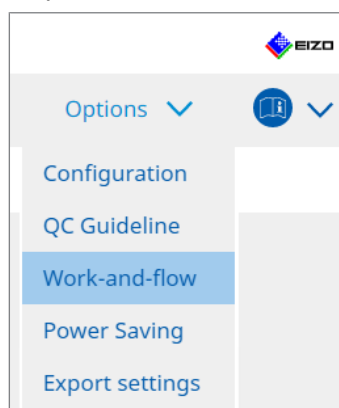 EIZO
Options
Configuration
QC Guideline
Work-and-flow
Power Saving
Export settings